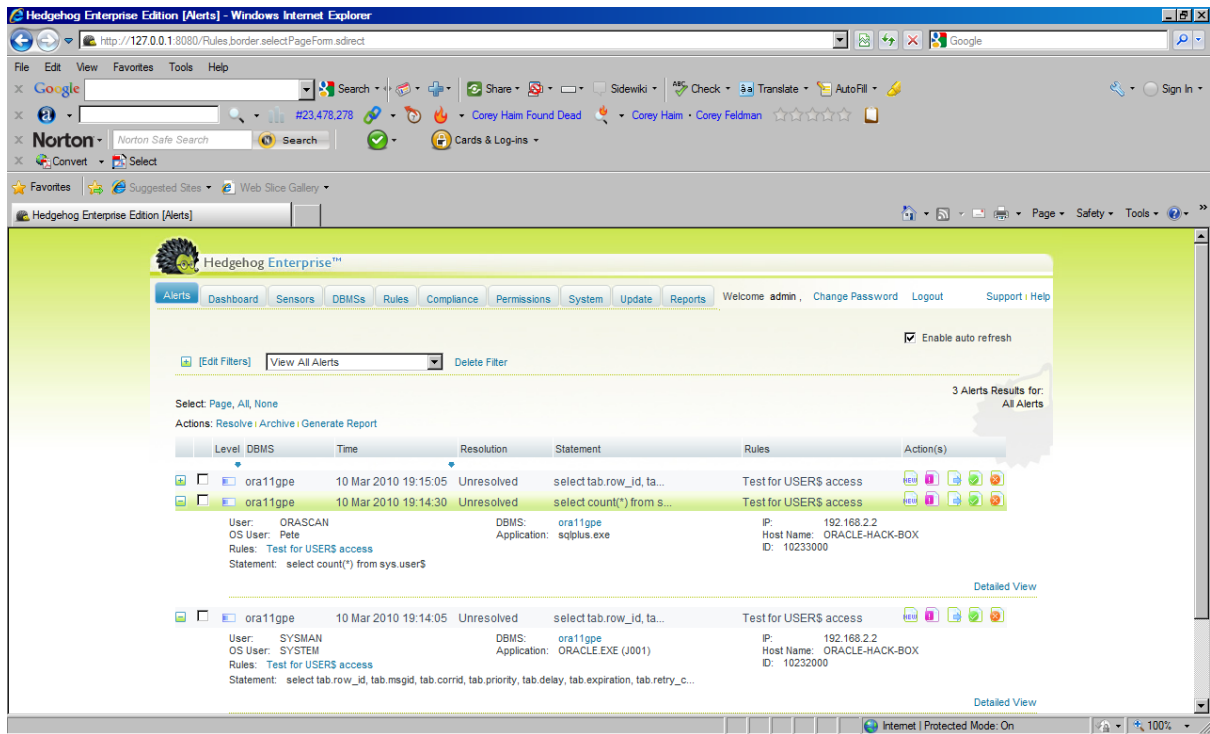 Hedgehog Enterprise Edition [Alerts] - Windows Internet Explorer
http://127.0.0.1:8080/Rules,border.selectPageForm.sdirect
Google
File Edit View Favorites Tools Help
x Google Search Share Sidewiki Check Translate AutoFill Sign In
x a #23,478,278 Corey Haim Found Dead Corey Haim · Corey Feldman
x Norton Norton Safe Search Search Cards & Log-ins
x Convert Select
Favorites Suggested Sites Web Slice Gallery
Hedgehog Enterprise Edition [Alerts] Page Safety Tools »
Hedgehog Enterprise™
Alerts Dashboard Sensors DBMSs Rules Compliance Permissions System Update Reports Welcome admin , Change Password Logout Support | Help
Enable auto refresh
[Edit Filters] View All Alerts Delete Filter
3 Alerts Results for:
All Alerts
Select: Page, All, None
Actions: Resolve | Archive | Generate Report
Level DBMS Time Resolution Statement Rules Action(s)
ora11gpe 10 Mar 2010 19:15:05 Unresolved select tab.row_id, ta... Test for USER$ access NEW
ora11gpe 10 Mar 2010 19:14:30 Unresolved select count(*) from s... Test for USER$ access NEW
User: ORASCAN DBMS: ora11gpe IP: 192.168.2.2
OS User: Pete Application: sqlplus.exe Host Name: ORACLE-HACK-BOX
Rules: Test for USER$ access ID: 10233000
Statement: select count(*) from sys.user$
Detailed View
ora11gpe 10 Mar 2010 19:14:05 Unresolved select tab.row_id, ta... Test for USER$ access NEW
User: SYSMAN DBMS: ora11gpe IP: 192.168.2.2
OS User: SYSTEM Application: ORACLE.EXE (J001) Host Name: ORACLE-HACK-BOX
Rules: Test for USER$ access ID: 10232000
Statement: select tab.row_id, tab.msgid, tab.corrid, tab.priority, tab.delay, tab.expiration, tab.retry_c...
Detailed View
Internet | Protected Mode: On 100%